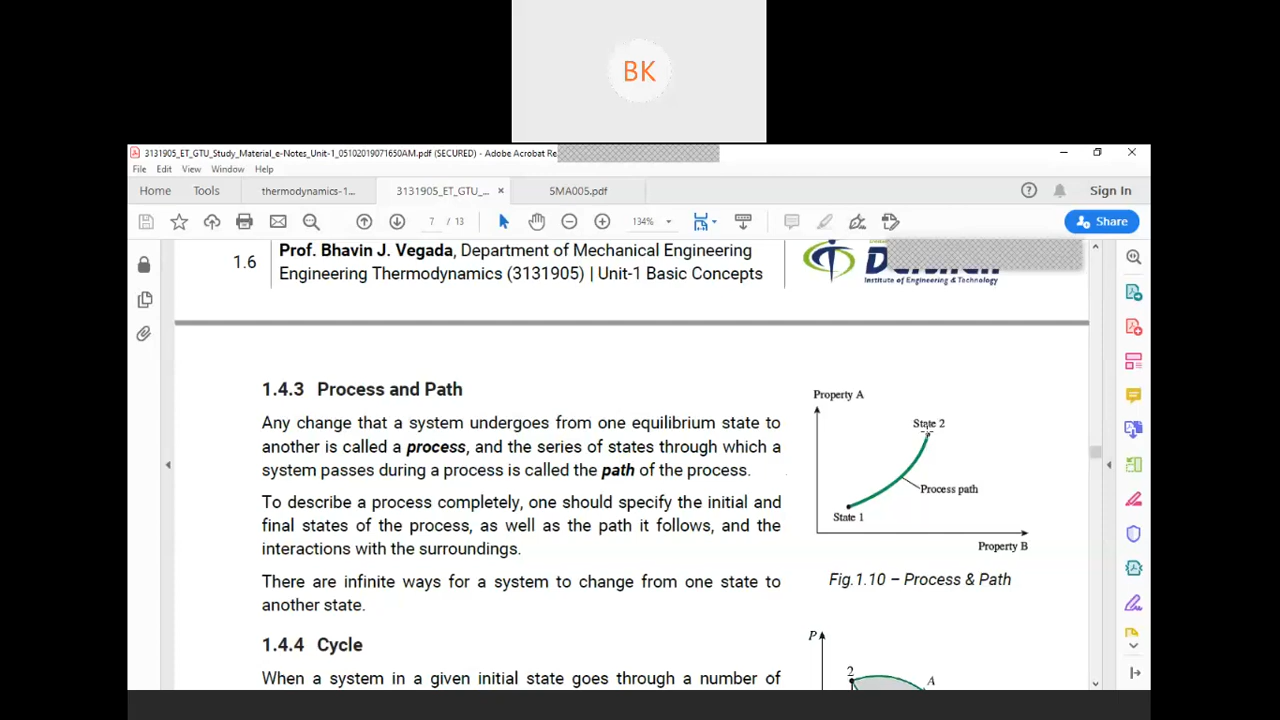 BK
3131905_ET_GTU_Study_Material_e-Notes_Unit-1_05102019071650AM.pdf (SECURED) - Adobe Acrobat Re
File Edit View Window Help
Home Tools thermodynamics-1... 3131905_ET_GTU_... × SMA005.pdf Sign In
7 / 13 134% Share
1.6
Prof. Bhavin J. Vegada, Department of Mechanical Engineering
Engineering Thermodynamics (3131905) | Unit-1 Basic Concepts
Institute of Engineering & Technology
1.4.3 Process and Path
Any change that a system undergoes from one equilibrium state to
another is called a process, and the series of states through which a
system passes during a process is called the path of the process.
To describe a process completely, one should specify the initial and
final states of the process, as well as the path it follows, and the
interactions with the surroundings.
There are infinite ways for a system to change from one state to
another state.
Property A
State 2
Process path
State 1
Property B
Fig.1.10 – Process & Path
1.4.4 Cycle
When a system in a given initial state goes through a number of
P
2
A